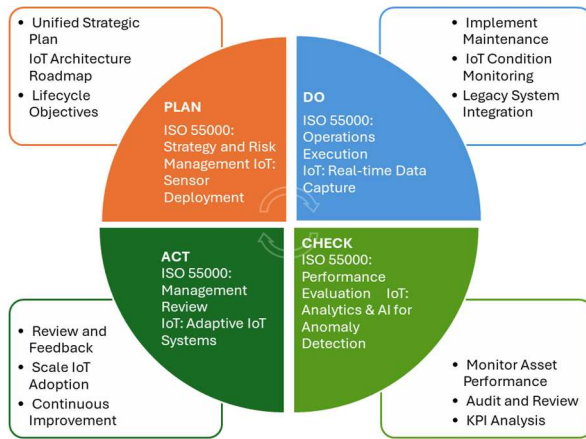 • Unified Strategic
Plan
IoT Architecture
Roadmap
• Lifecycle
Objectives
PLAN
ISO 55000:
Strategy and Risk
Management IoT:
Sensor
Deployment
DO
ISO 55000:
Operations
Execution
IoT: Real-time Data
Capture
• Implement
Maintenance
• IoT Condition
Monitoring
• Legacy System
Integration
ACT
ISO 55000:
Management
Review
IoT: Adaptive IoT
Systems
CHECK
ISO 55000:
Performance
Evaluation IoT:
Analytics & AI for
Anomaly
Detection
• Review and
Feedback
• Scale IoT
Adoption
• Continuous
Improvement
• Monitor Asset
Performance
• Audit and Review
• KPI Analysis